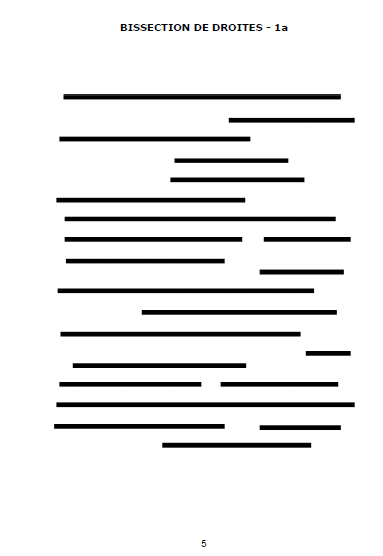 BISSECTION DE DROITES - 1a
5